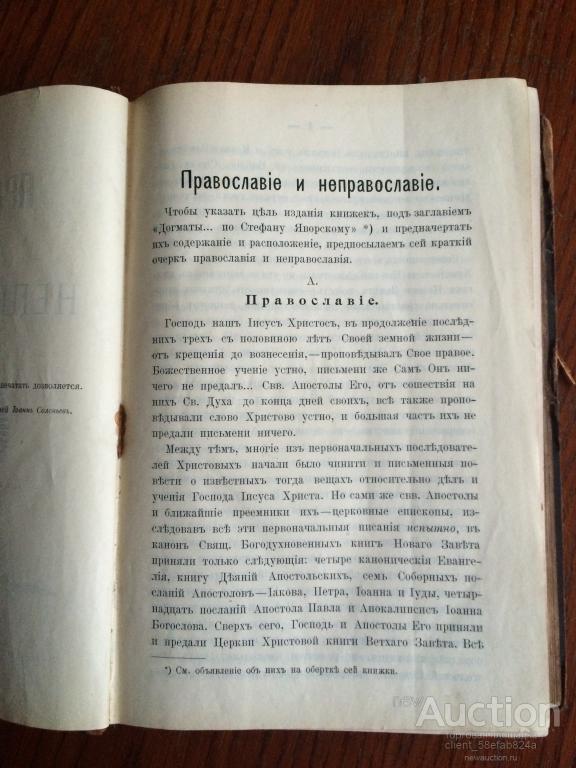 печатать дозволяется.
Іоаннъ Соловьевъ.
Православіе и неправославіе.
Чтобы указать цѣль изданія книжекъ, подъ заглавіемъ
«Догматы... по Стефану Яворскому» *) и предначертать
ихъ содержаніе и расположеніе, предпосылаемъ сей краткій
очеркъ православія и неправославія.
А.
Православіе.
Господь нашъ Іисусъ Христосъ, въ продолженіе послѣд-
нихъ трехъ съ половиною лѣтъ Своей земной жизни—
отъ крещенія до вознесенія,—проповѣдывалъ Свое правое.
Божественное ученіе устно, письмени же Самъ Онъ ни-
чего не предалъ... Свв. Апостолы Его, отъ сошествія на
нихъ Св. Духа до конца дней своихъ, всѣ также пропо-
вѣдывали слово Христово устно, и большая часть ихъ не
предали письмени ничего.
Между тѣмъ, многіе изъ первоначальныхъ послѣдовате-
лей Христовыхъ начали было чинити и письменныя по-
вѣсти о извѣстныхъ тогда вещахъ относительно дѣлъ и
ученія Господа Іисуса Христа. Но сами же свв. Апостолы
и ближайшіе преемники ихъ—церковные епископы, из-
слѣдовавъ всѣ эти первоначальныя писанія испытно, въ
канонъ Свящ. Богодухновенныхъ книгъ Новаго Завѣта
приняли только слѣдующія: четыре каноническія Еванге-
лія, книгу Дѣяній Апостольскихъ, семь Соборныхъ по-
сланій Апостоловъ—Іакова, Петра, Іоанна и Іуды, четыр-
надцать посланій Апостола Павла и Апокалипсисъ Іоанна
Богослова. Сверхъ сего, Господь и Апостолы Его приняли
и предали Церкви Христовой книги Ветхаго Завѣта. Всѣ
*) См. объявленіе объ нихъ на оберткѣ сей книжки.
new
Auction
client_58efab824a
newauction.ru